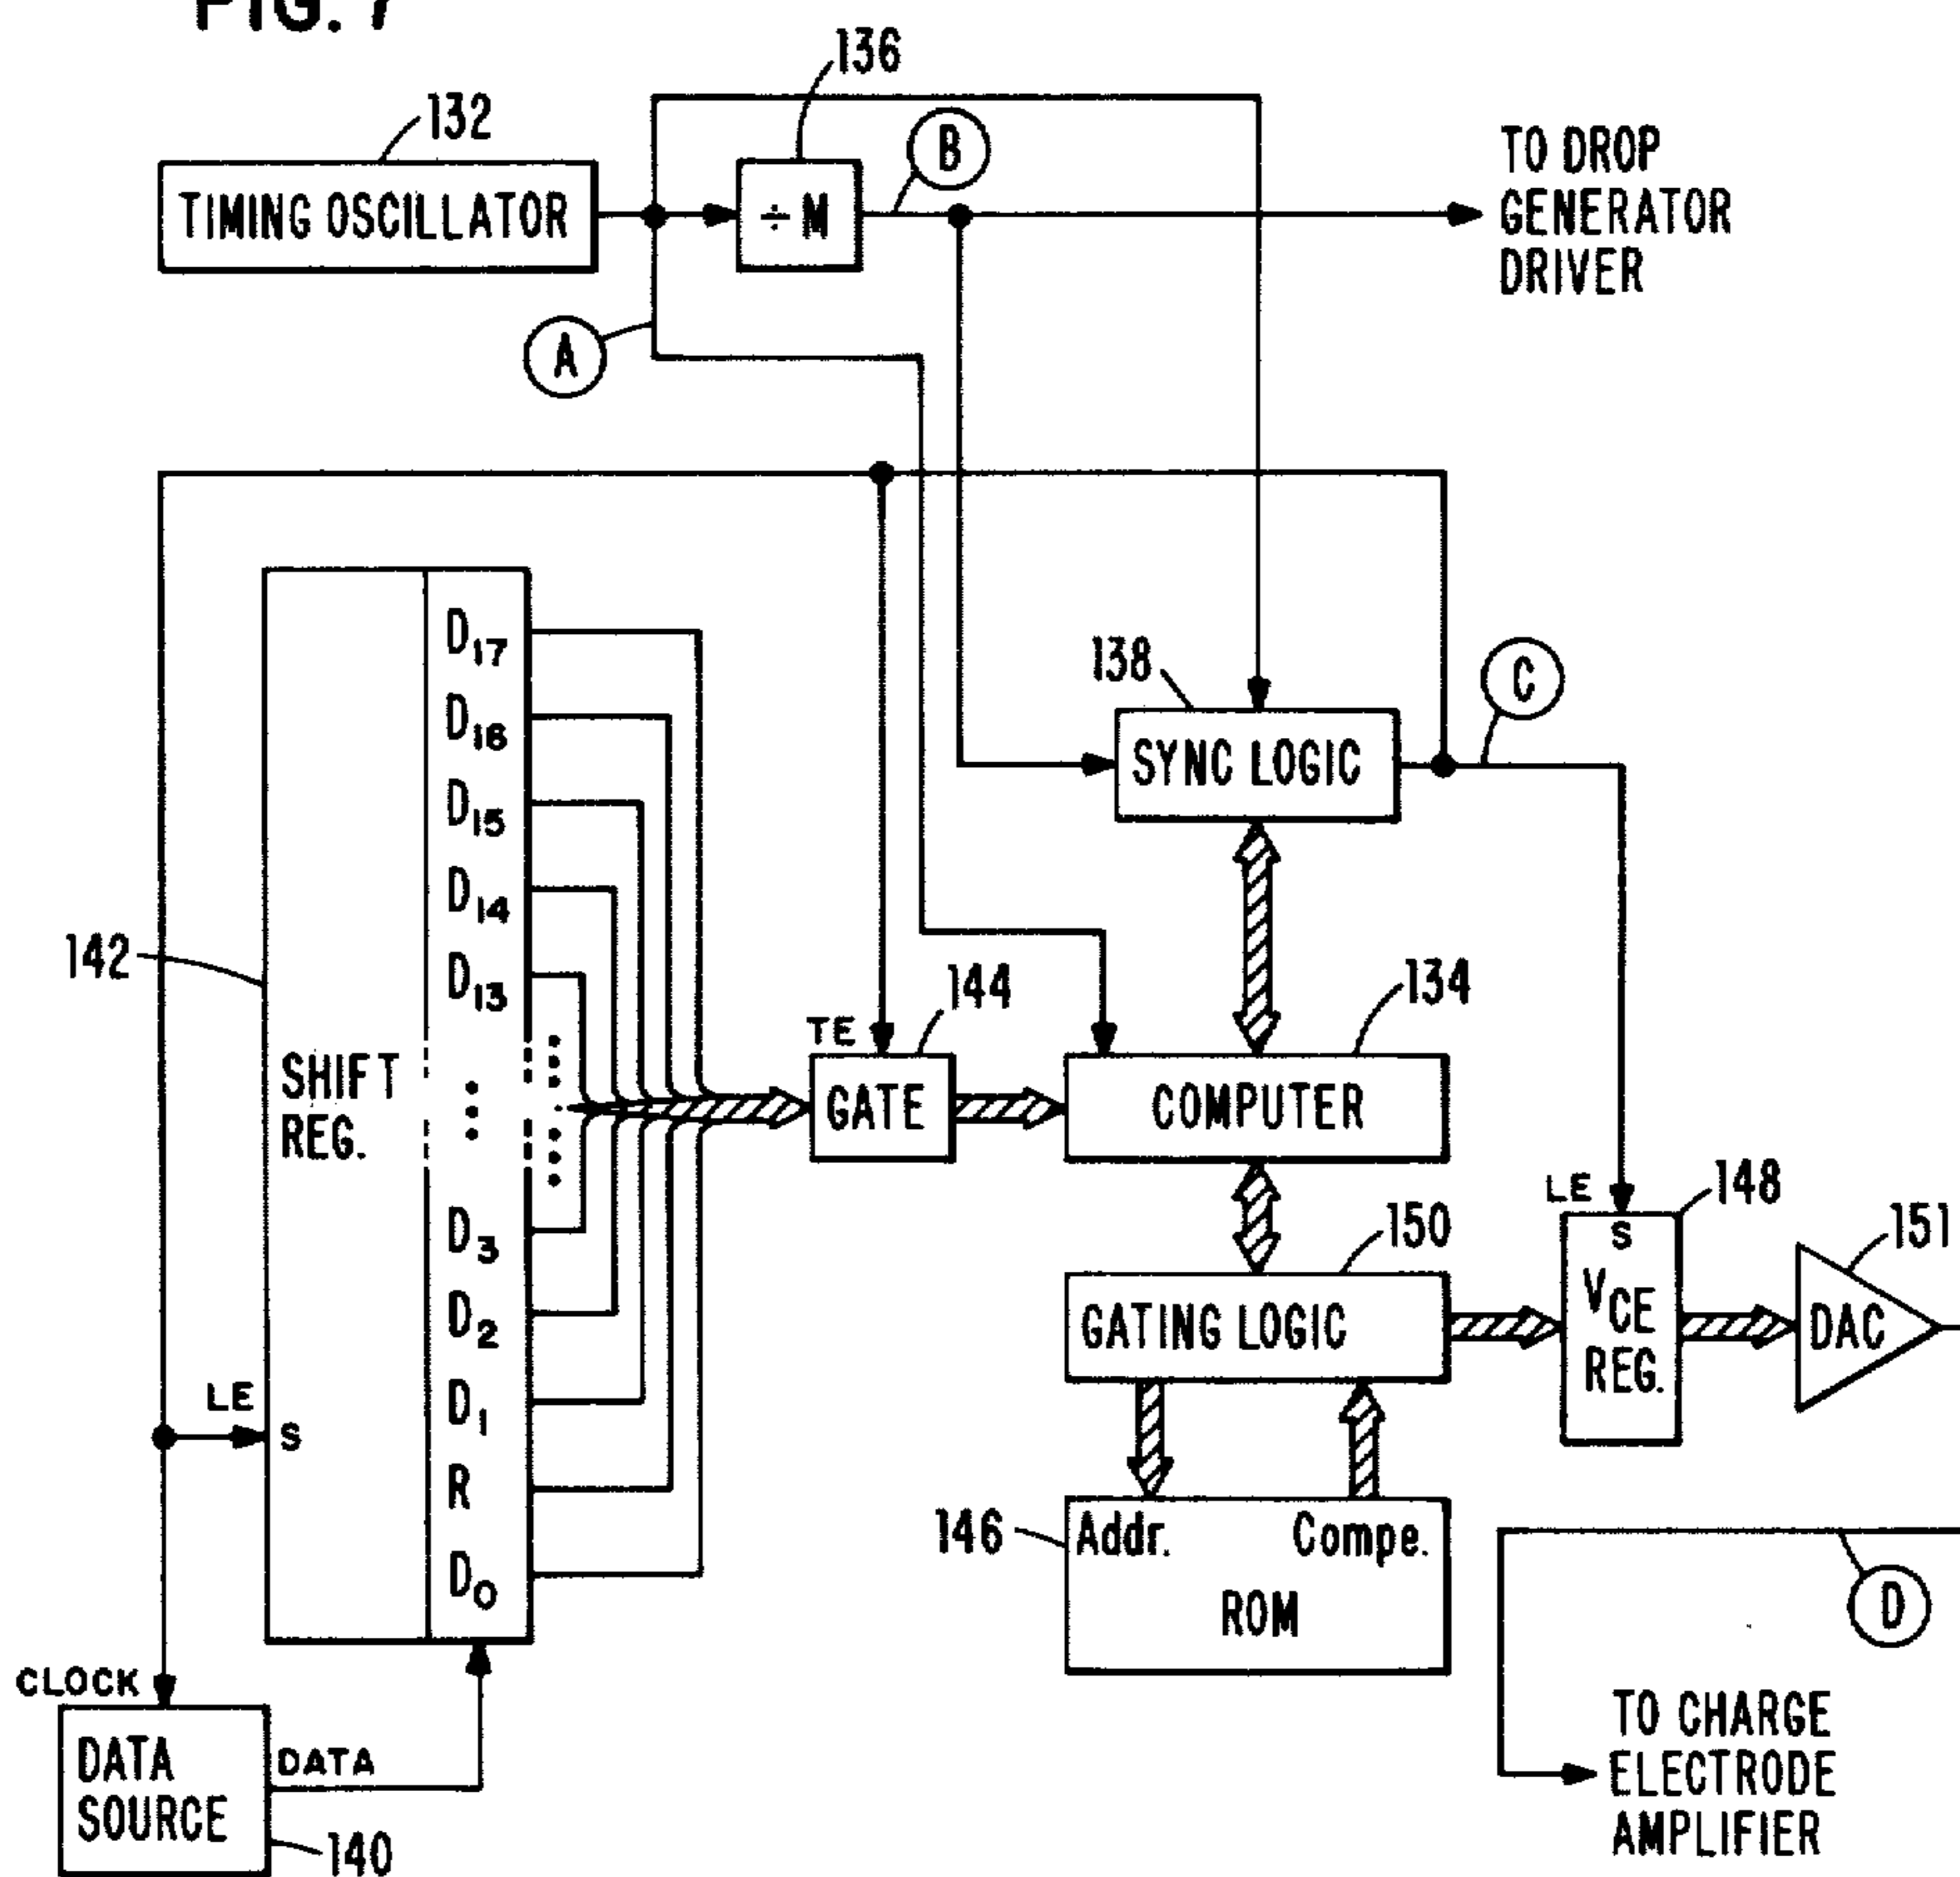 FIG. 7
136
132
B
TO DROP
GENERATOR
DRIVER
TIMING OSCILLATOR
÷ M
A
D17
138
C
D16
SYNC LOGIC
D15
D14
142
D13
144
134
TE
SHIFT
REG.
GATE
COMPUTER
LE
148
S
150
151
D3
VCE
REG.
D2
GATING LOGIC
DAC
LE
D1
S
R
146
Addr.
Compe.
D0
ROM
D
CLOCK
DATA
SOURCE
DATA
TO CHARGE
ELECTRODE
AMPLIFIER
140